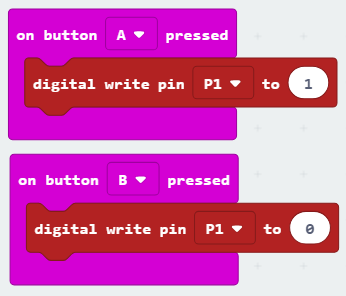 on button A pressed
digital write pin P1 to 1
on button B pressed
digital write pin P1 to 0